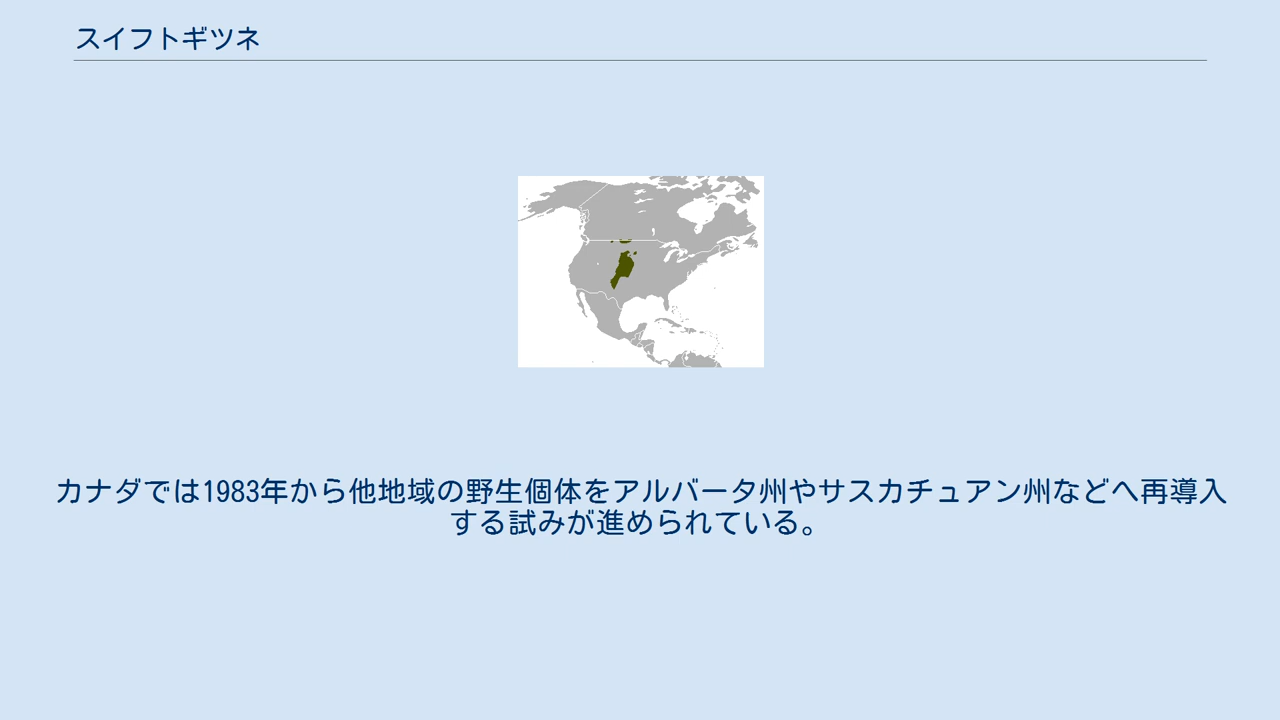 スイフトギツネ
カナダでは1983年から他地域の野生個体をアルバータ州やサスカチュアン州などへ再導入
する試みが進められている。